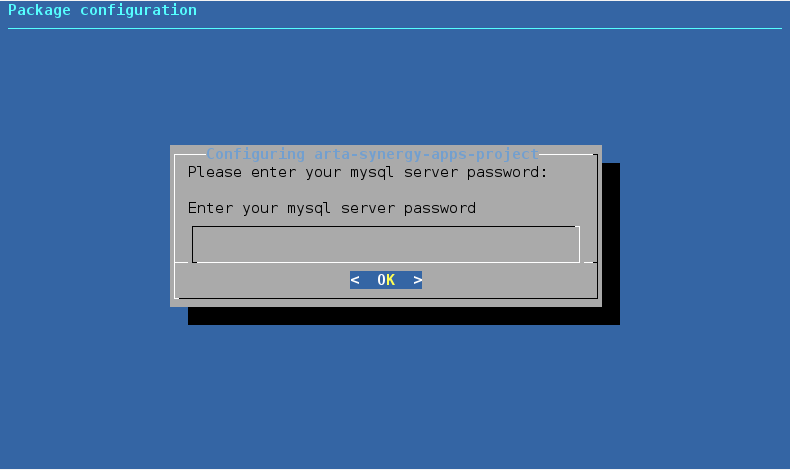 Package configuration
Configuring arta-synergy-apps-project
Please enter your mysql server password:
Enter your mysql server password
< OK >